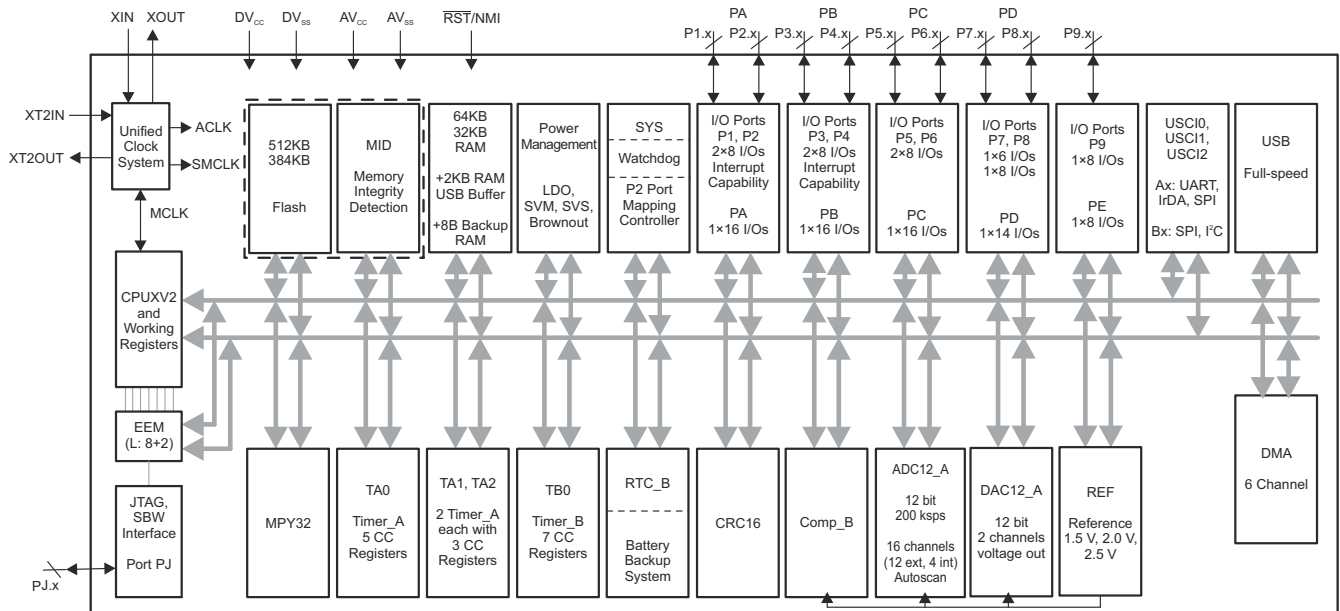 XIN XOUT DVCC DVSS AVCC AVSS RST/NMI PA PB PC PD
P1.x P2.x P3.x P4.x P5.x P6.x P7.x P8.x P9.x
XT2IN
XT2OUT
Unified
Clock
System
ACLK
SMCLK
MCLK
512KB
384KB
Flash
MID
Memory
Integrity
Detection
64KB
32KB
RAM
+2KB RAM
USB Buffer
+8B Backup
RAM
Power
Management
LDO,
SVM, SVS,
Brownout
SYS
Watchdog
P2 Port
Mapping
Controller
I/O Ports
P1, P2
2×8 I/Os
Interrupt
Capability
PA
1×16 I/Os
I/O Ports
P3, P4
2×8 I/Os
Interrupt
Capability
PB
1×16 I/Os
I/O Ports
P5, P6
2×8 I/Os
PC
1×16 I/Os
I/O Ports
P7, P8
1×6 I/Os
1×8 I/Os
PD
1×14 I/Os
I/O Ports
P9
1×8 I/Os
PE
1×8 I/Os
USCI0,
USCI1,
USCI2
Ax: UART,
IrDA, SPI
Bx: SPI, I²C
USB
Full-speed
CPUXV2
and
Working
Registers
EEM
(L: 8+2)
JTAG,
SBW
Interface
Port PJ
PJ.x
MPY32
TA0
Timer_A
5 CC
Registers
TA1, TA2
2 Timer_A
each with
3 CC
Registers
TB0
Timer_B
7 CC
Registers
RTC_B
Battery
Backup
System
CRC16
Comp_B
ADC12_A
12 bit
200 ksps
16 channels
(12 ext, 4 int)
Autoscan
DAC12_A
12 bit
2 channels
voltage out
REF
Reference
1.5 V, 2.0 V,
2.5 V
DMA
6 Channel